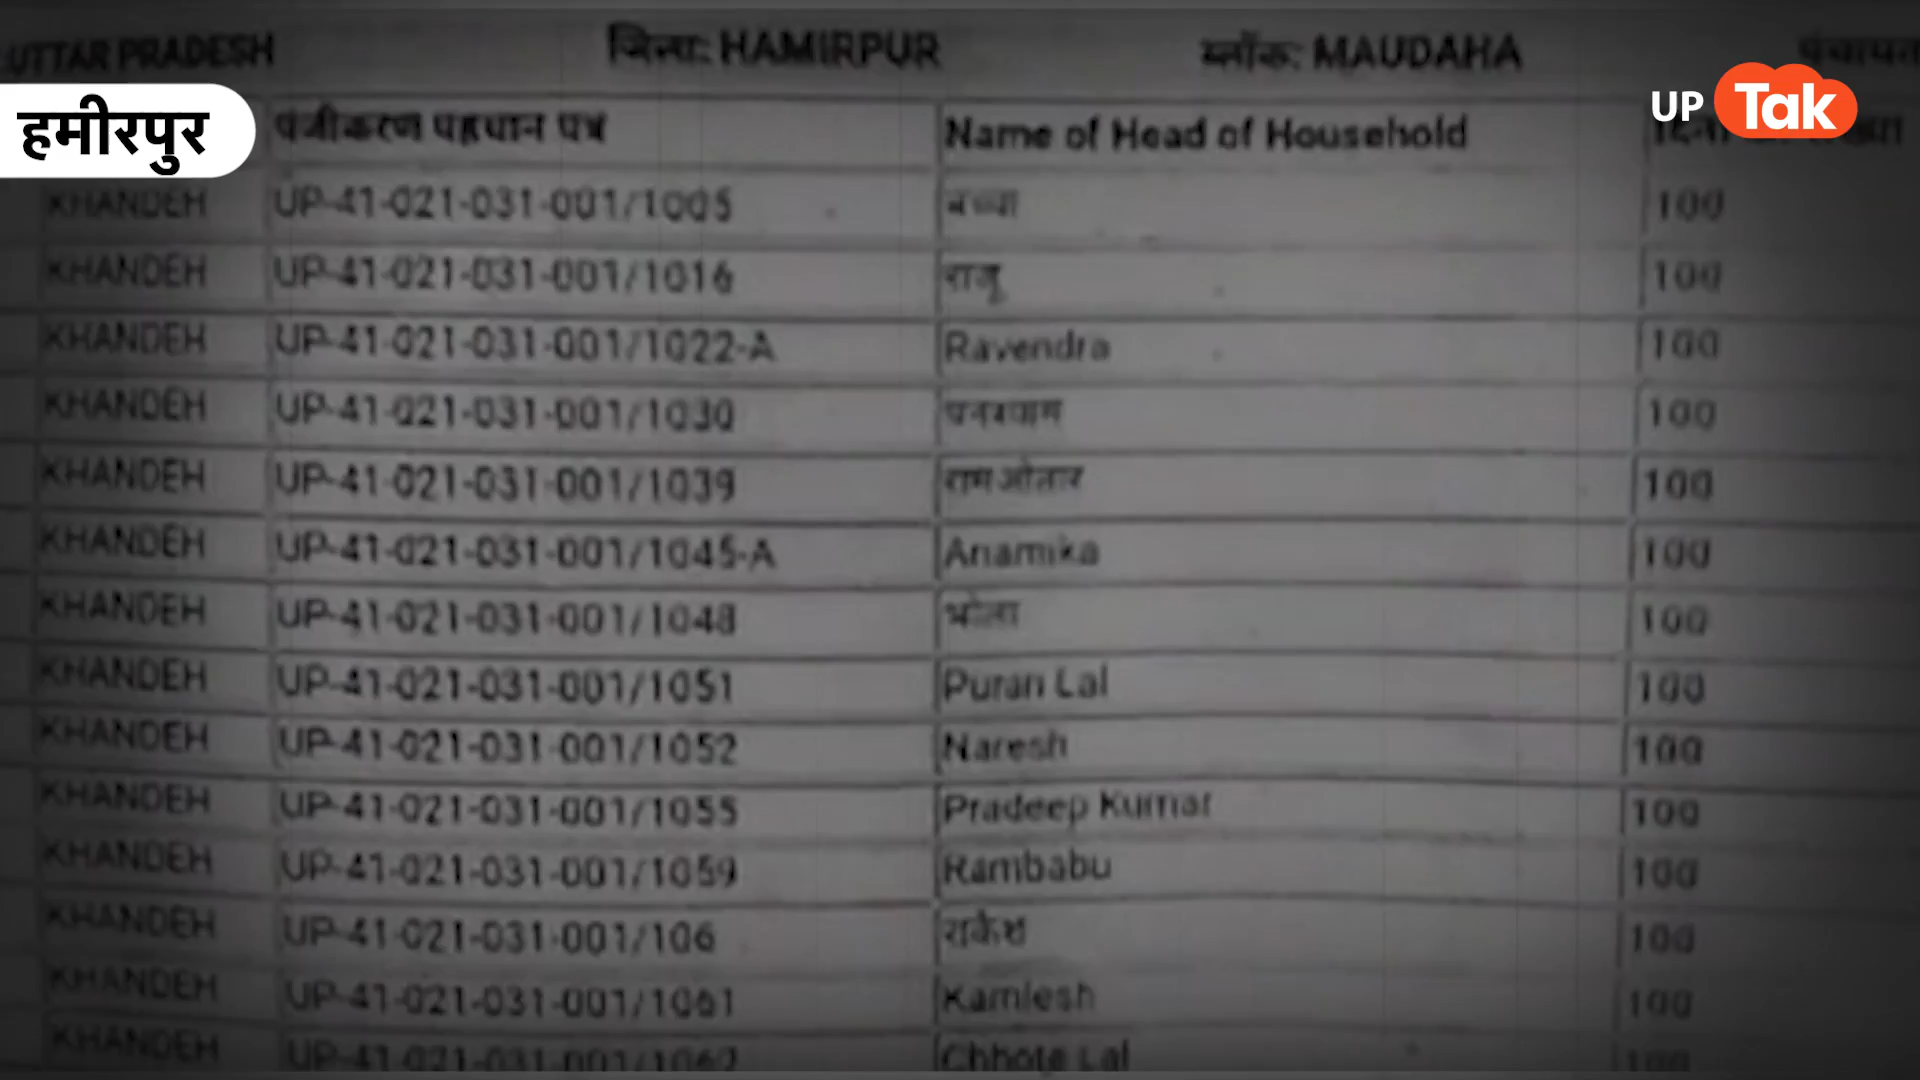 UTTAR PRADESH जिला: HAMIRPUR ब्लॉक: MAUDAHA
UP Tak
हमीरपुर
पंजीकरण पहचान पत्र Name of Head of Household
KHANDEH UP-41-021-031-001/1005 बच्चा 100
KHANDEH UP-41-021-031-001/1016 राजू 100
KHANDEH UP-41-021-031-001/1022-A Ravendra 100
KHANDEH UP-41-021-031-001/1030 घनश्याम 100
KHANDEH UP-41-021-031-001/1039 रामओतार 100
KHANDEH UP-41-021-031-001/1045-A Anamika 100
KHANDEH UP-41-021-031-001/1048 भोला 100
KHANDEH UP-41-021-031-001/1051 Puran Lal 100
KHANDEH UP-41-021-031-001/1052 Naresh 100
KHANDEH UP-41-021-031-001/1055 Pradeep Kumar 100
KHANDEH UP-41-021-031-001/1059 Rambabu 100
KHANDEH UP-41-021-031-001/106 राकेश 100
KHANDEH UP-41-021-031-001/1061 Kamlesh 100
KHANDEH Chhote Lal 100